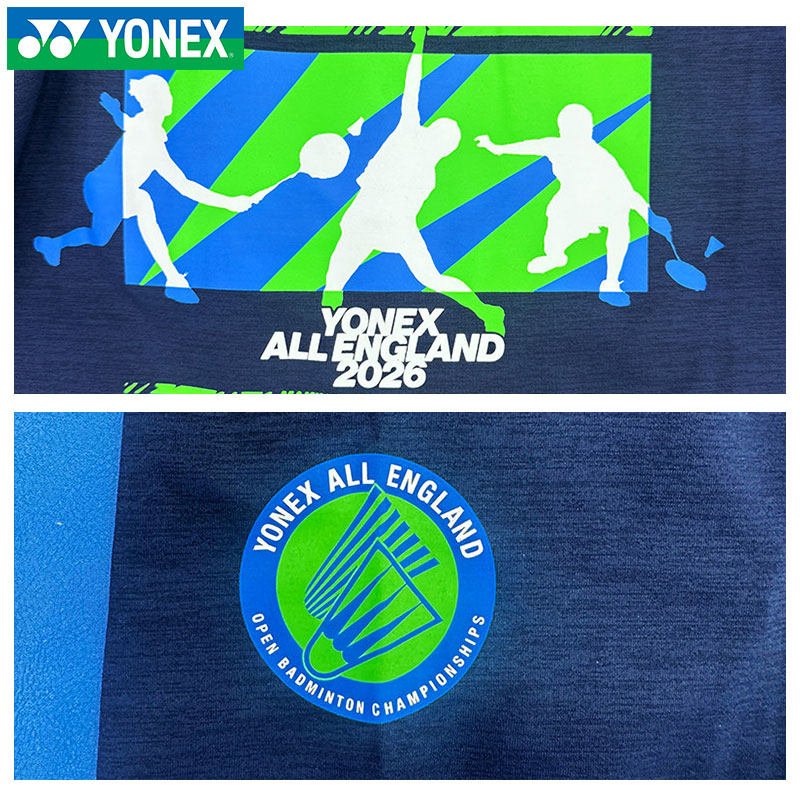 YONEX
YONEX
ALL ENGLAND
2026
YONEX ALL ENGLAND
OPEN BADMINTON CHAMPIONSHIPS